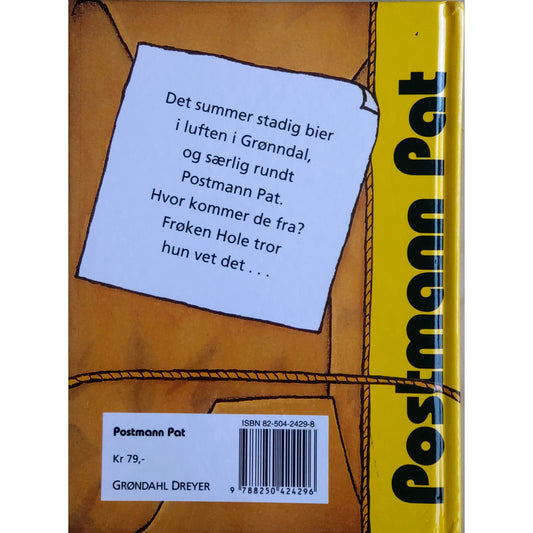 Det summer stadig bier
i luften i Grønndal,
og særlig rundt
Postmann Pat.
Hvor kommer de fra?
Frøken Hole tror
hun vet det . . .
Postmann Pat
Postmann Pat
Kr 79,-
GRØNDAHL DREYER
ISBN 82-504-2429-8
9 788250 424296